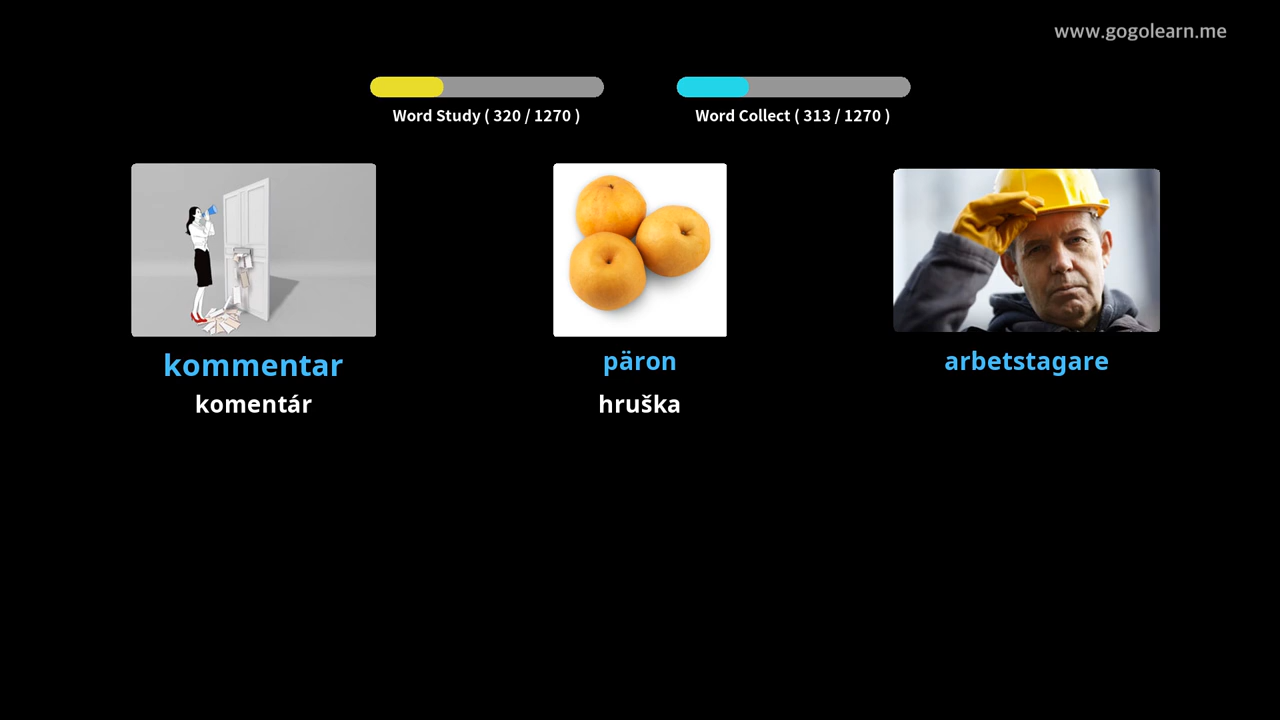 www.gogolearn.me
Word Study ( 320 / 1270 )
Word Collect ( 313 / 1270 )
kommentar
komentár
päron
hruška
arbetstagare